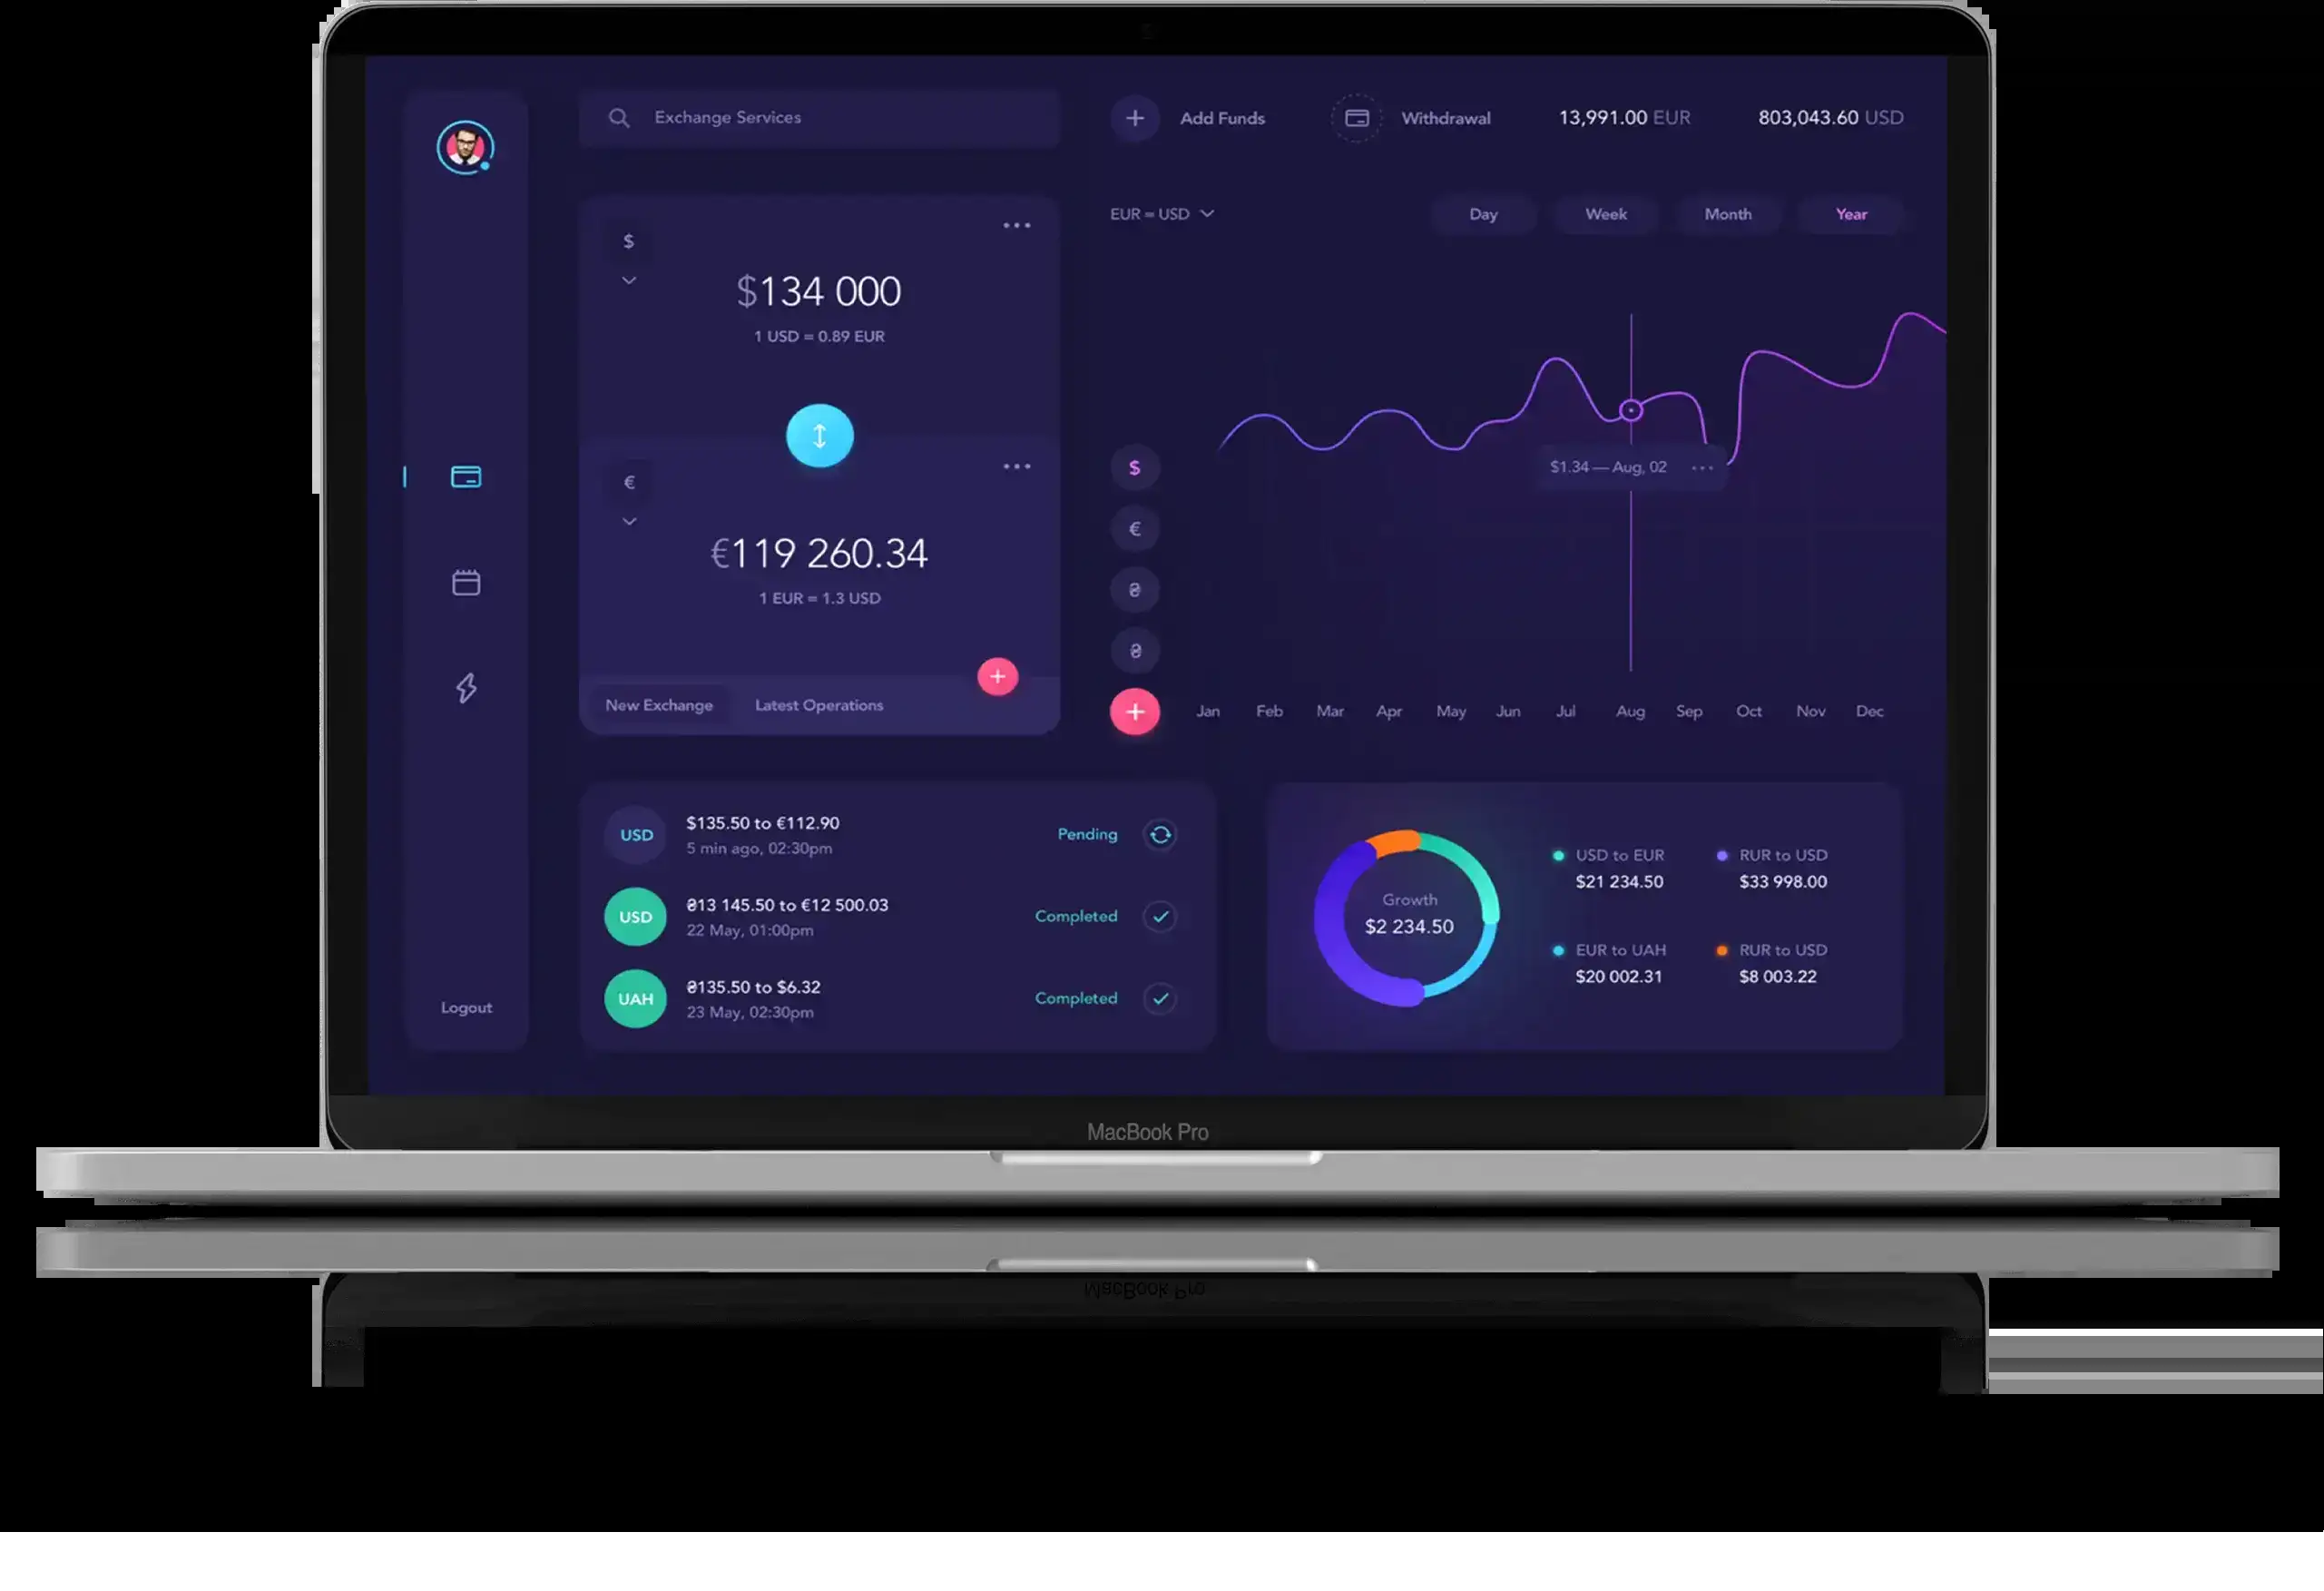 Exchange Services
Add Funds
Withdrawal
13,991.00 EUR
803,043.60 USD
$
$134 000
1 USD = 0.89 EUR
€
€119 260.34
1 EUR = 1.3 USD
New Exchange
Latest Operations
EUR = USD
Day
Week
Month
Year
$1.34 — Aug, 02
$
€
₴
₴
Jan
Feb
Mar
Apr
May
Jun
Jul
Aug
Sep
Oct
Nov
Dec
Logout
USD
$135.50 to €112.90
5 min ago, 02:30pm
Pending
USD
₴13 145.50 to €12 500.03
22 May, 01:00pm
Completed
UAH
₴135.50 to $6.32
23 May, 02:30pm
Completed
Growth
$2 234.50
USD to EUR
$21 234.50
RUR to USD
$33 998.00
EUR to UAH
$20 002.31
RUR to USD
$8 003.22
MacBook Pro
MacBook Pro